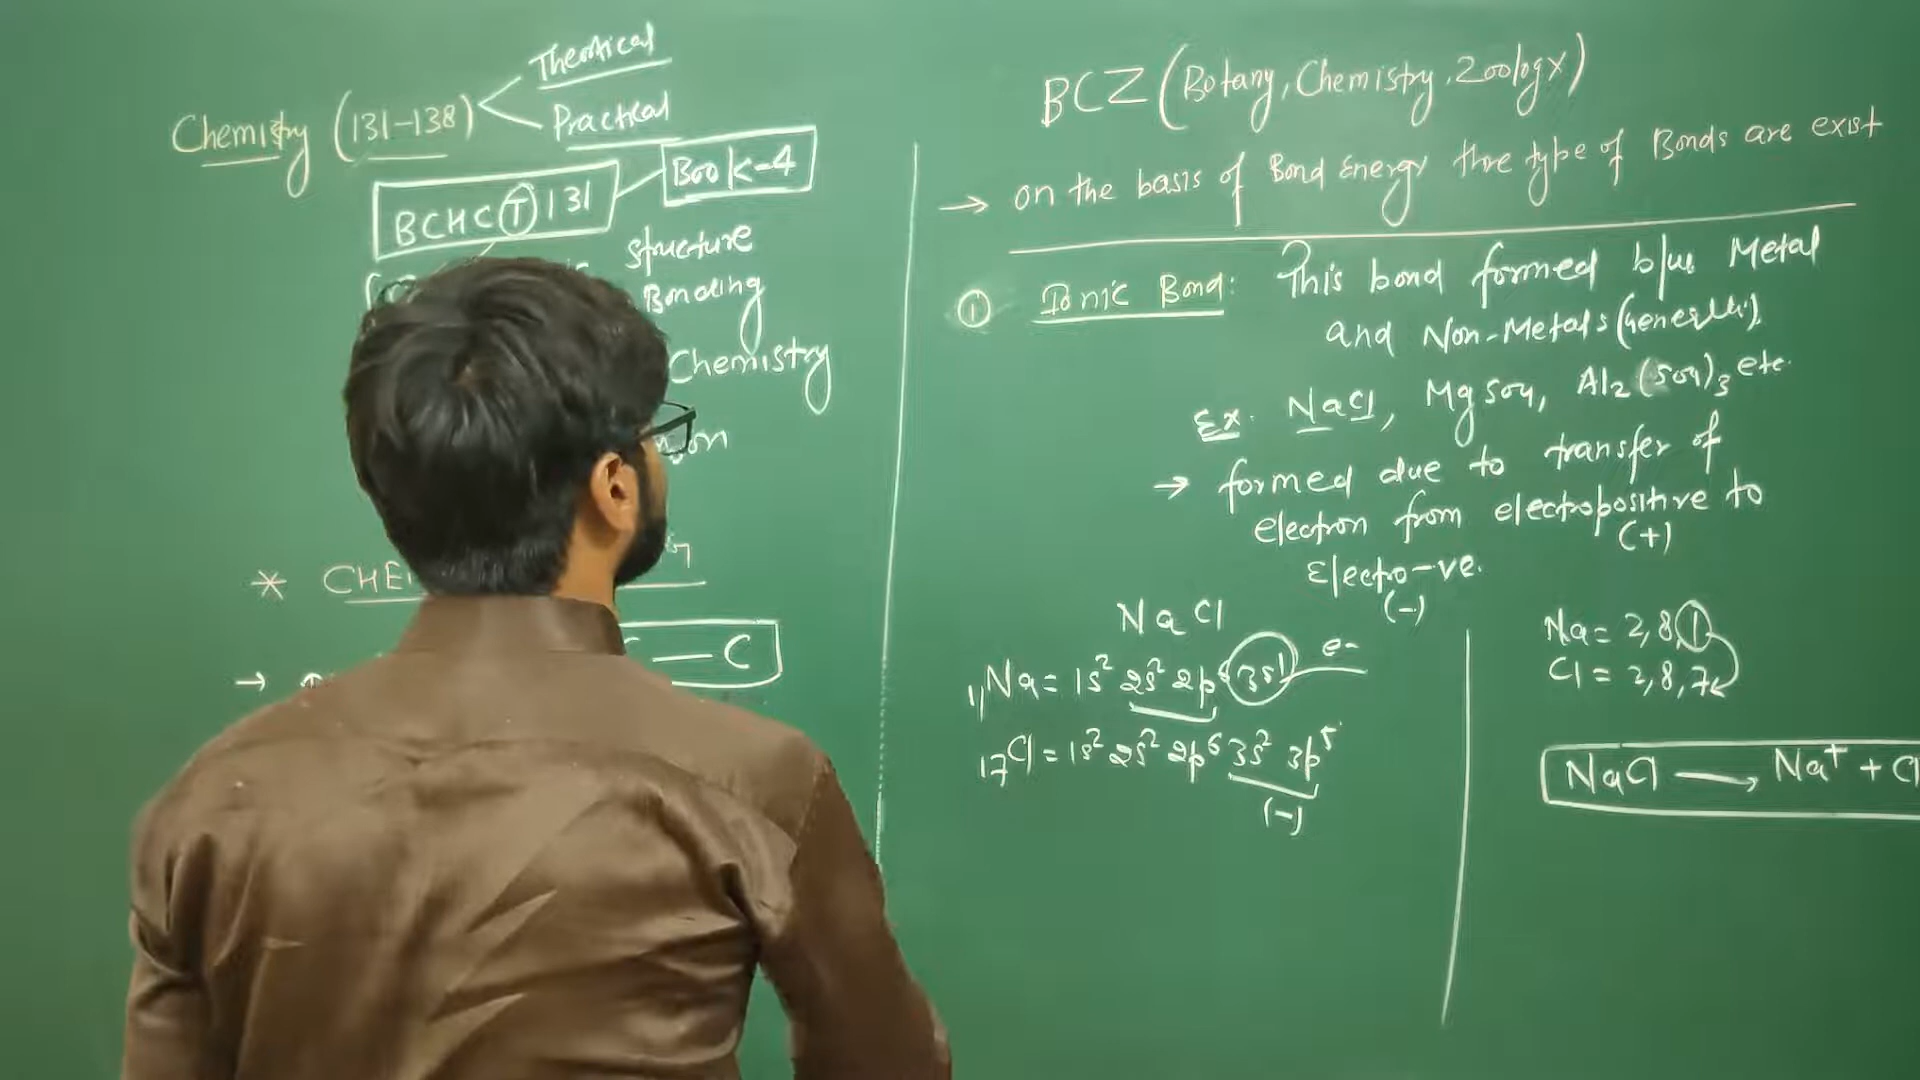 Chemistry (131-138)
Theortical
Practical
BCHCT131
Book-4
structure
Bonding
Chemistry
on
* CHE
→
— C
BCZ (Botany, Chemistry, Zoology)
→ on the basis of Bond Energy thre type of Bonds are exist
① Ionic Bond: This bond formed b/w Metal
and Non-Metals (Generally).
Ex. NaCl, MgSO4, Al2(SO4)3 etc.
→ formed due to transfer of
electron from electropositive to
(+)
Electro-ve.
(-)
NaCl
11Na = 1s² 2s² 2p⁶ 3s¹ e-
17Cl = 1s² 2s² 2p⁶ 3s² 3p⁵
(-)
Na = 2,8,1
Cl = 2,8,7
NaCl → Na⁺ + Cl